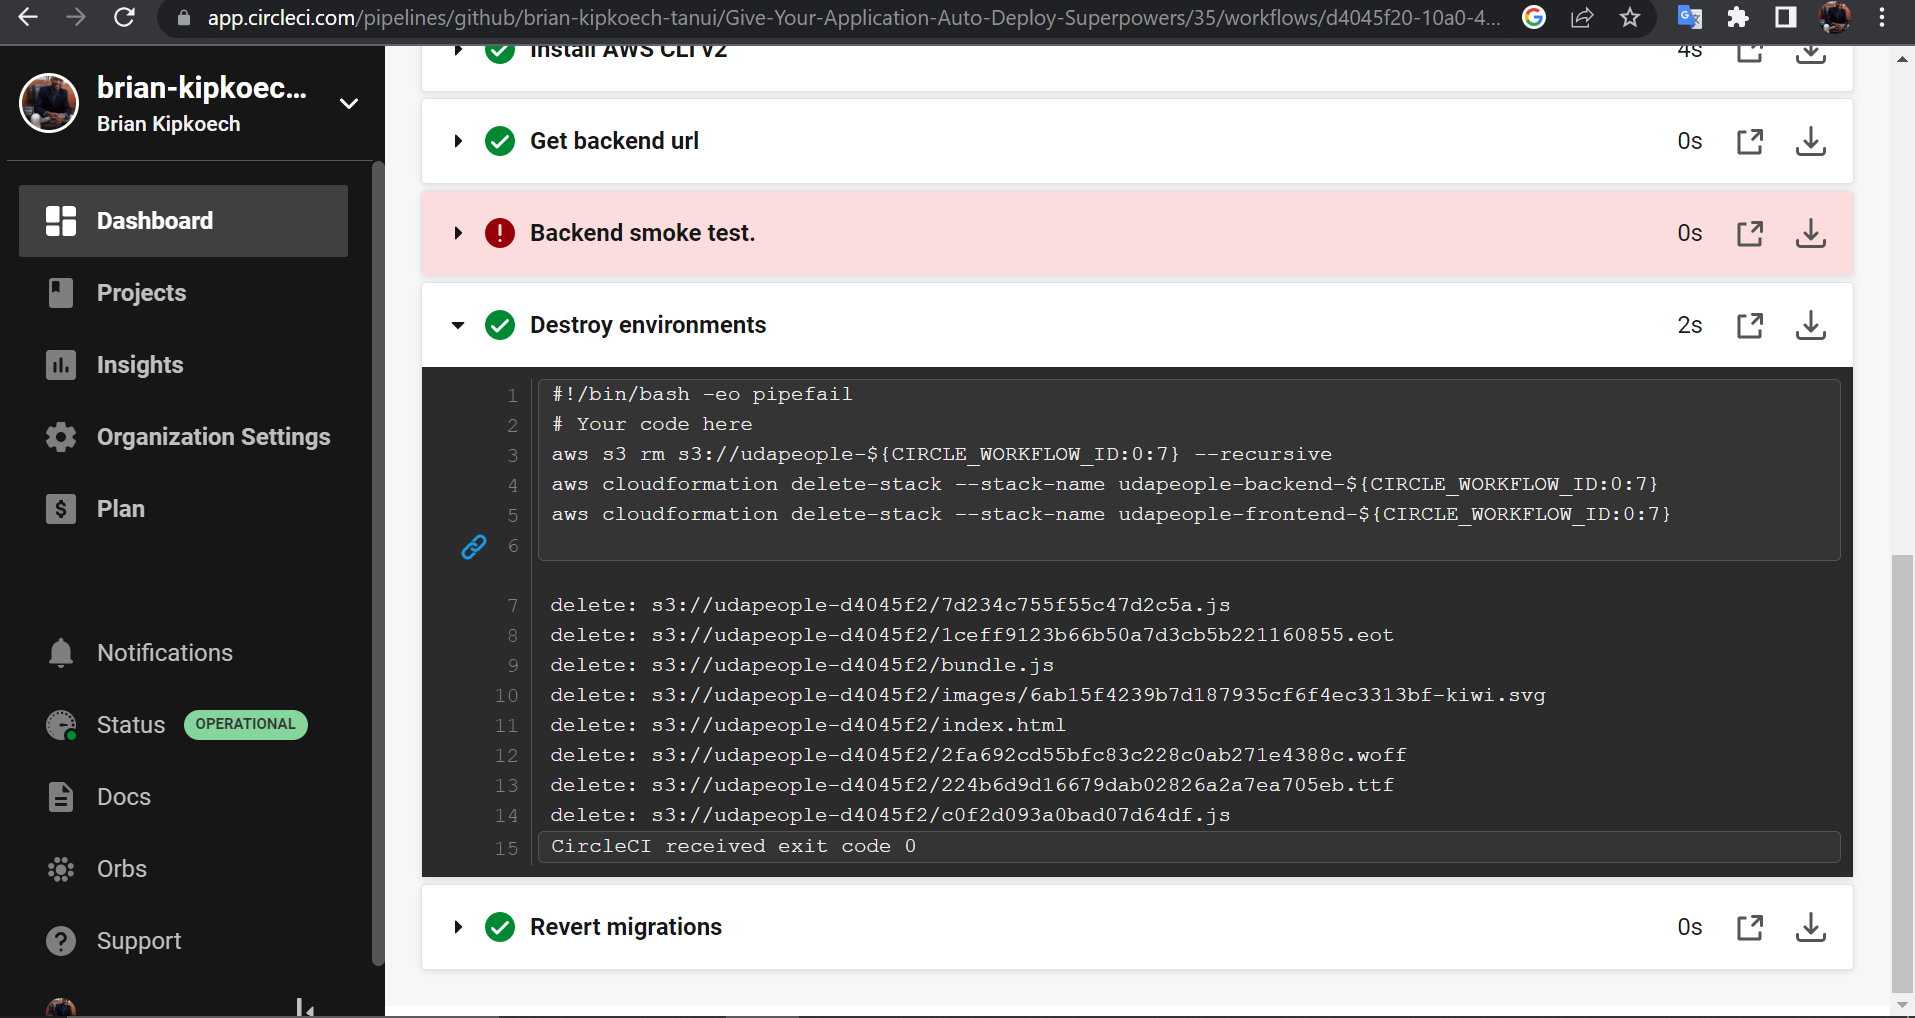 app.circleci.com/pipelines/github/brian-kipkoech-tanui/Give-Your-Application-Auto-Deploy-Superpowers/35/workflows/d4045f20-10a0-4...
brian-kipkoec...
Brian Kipkoech
Dashboard
Projects
Insights
Organization Settings
Plan
Notifications
Status OPERATIONAL
Docs
Orbs
Support
Install AWS CLI v2 4s
Get backend url 0s
Backend smoke test. 0s
Destroy environments 2s
1 #!/bin/bash -eo pipefail
2 # Your code here
3 aws s3 rm s3://udapeople-${CIRCLE_WORKFLOW_ID:0:7} --recursive
4 aws cloudformation delete-stack --stack-name udapeople-backend-${CIRCLE_WORKFLOW_ID:0:7}
5 aws cloudformation delete-stack --stack-name udapeople-frontend-${CIRCLE_WORKFLOW_ID:0:7}
6
7 delete: s3://udapeople-d4045f2/7d234c755f55c47d2c5a.js
8 delete: s3://udapeople-d4045f2/1ceff9123b66b50a7d3cb5b221160855.eot
9 delete: s3://udapeople-d4045f2/bundle.js
10 delete: s3://udapeople-d4045f2/images/6ab15f4239b7d187935cf6f4ec3313bf-kiwi.svg
11 delete: s3://udapeople-d4045f2/index.html
12 delete: s3://udapeople-d4045f2/2fa692cd55bfc83c228c0ab271e4388c.woff
13 delete: s3://udapeople-d4045f2/224b6d9d16679dab02826a2a7ea705eb.ttf
14 delete: s3://udapeople-d4045f2/c0f2d093a0bad07d64df.js
15 CircleCI received exit code 0
Revert migrations 0s